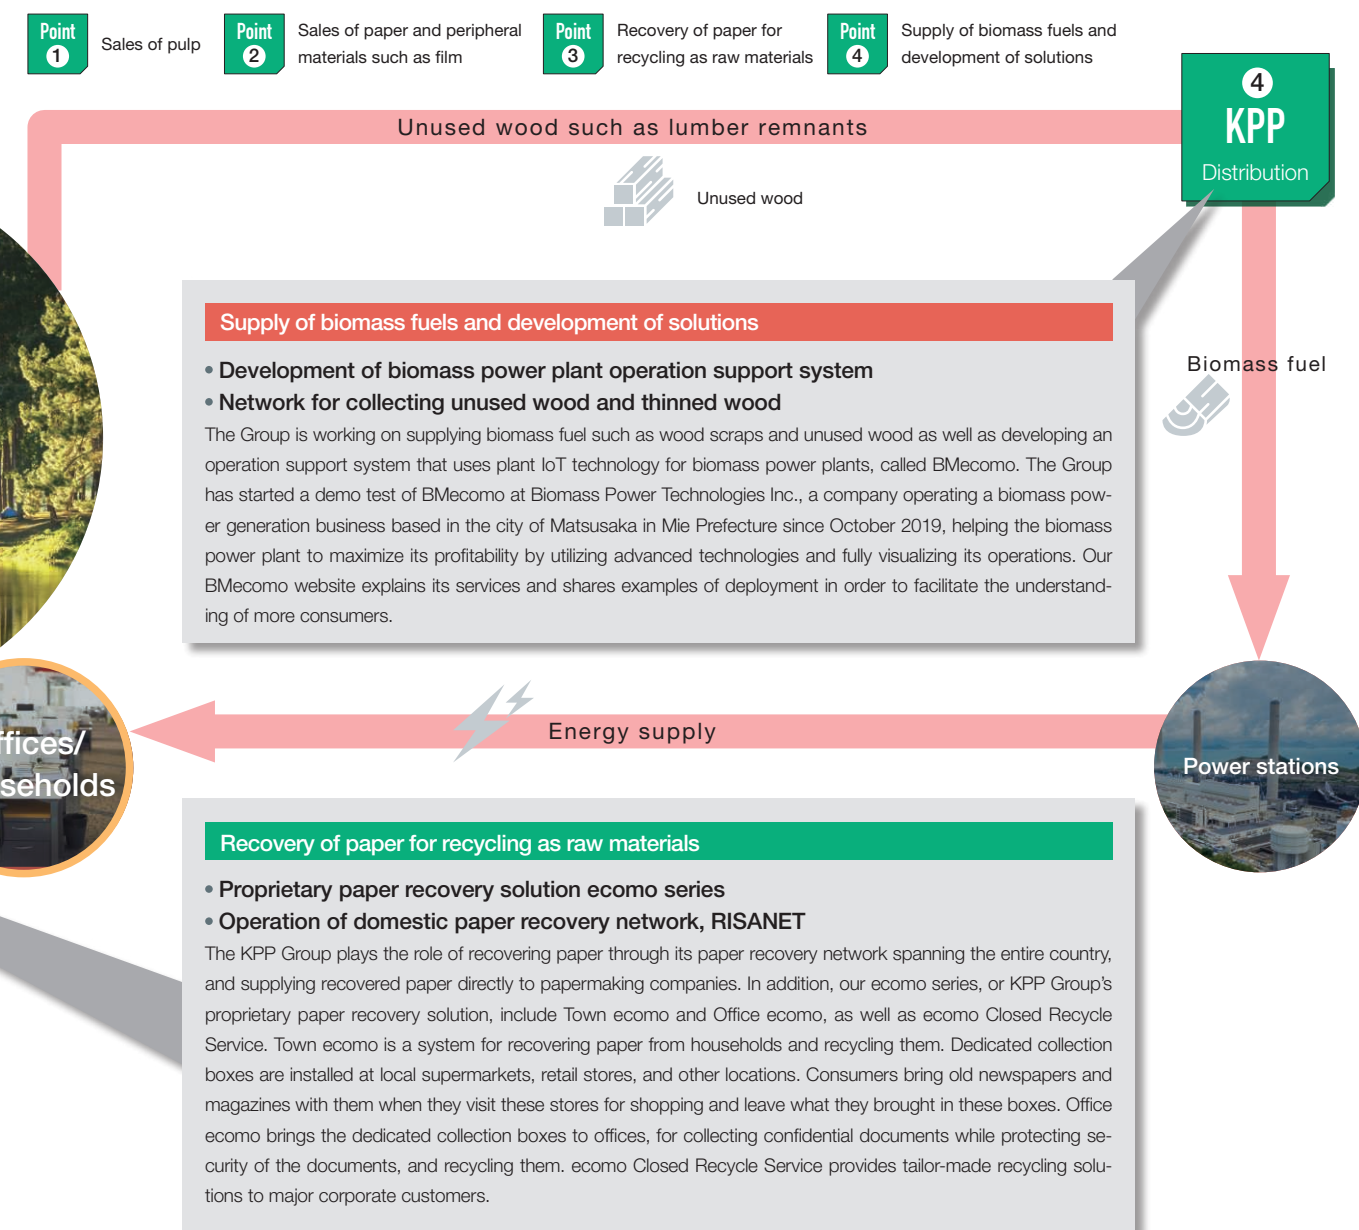 Point 1
Sales of pulp
Point 2
Sales of paper and peripheral
materials such as film
Point 3
Recovery of paper for
recycling as raw materials
Point 4
Supply of biomass fuels and
development of solutions
4
KPP
Distribution
Unused wood such as lumber remnants
Unused wood
Supply of biomass fuels and development of solutions
• Development of biomass power plant operation support system
• Network for collecting unused wood and thinned wood
The Group is working on supplying biomass fuel such as wood scraps and unused wood as well as developing an
operation support system that uses plant IoT technology for biomass power plants, called BMecomo. The Group
has started a demo test of BMecomo at Biomass Power Technologies Inc., a company operating a biomass pow-
er generation business based in the city of Matsusaka in Mie Prefecture since October 2019, helping the biomass
power plant to maximize its profitability by utilizing advanced technologies and fully visualizing its operations. Our
BMecomo website explains its services and shares examples of deployment in order to facilitate the understand-
ing of more consumers.
Biomass fuel
Energy supply
ffices/
seholds
Power stations
Recovery of paper for recycling as raw materials
• Proprietary paper recovery solution ecomo series
• Operation of domestic paper recovery network, RISANET
The KPP Group plays the role of recovering paper through its paper recovery network spanning the entire country,
and supplying recovered paper directly to papermaking companies. In addition, our ecomo series, or KPP Group's
proprietary paper recovery solution, include Town ecomo and Office ecomo, as well as ecomo Closed Recycle
Service. Town ecomo is a system for recovering paper from households and recycling them. Dedicated collection
boxes are installed at local supermarkets, retail stores, and other locations. Consumers bring old newspapers and
magazines with them when they visit these stores for shopping and leave what they brought in these boxes. Office
ecomo brings the dedicated collection boxes to offices, for collecting confidential documents while protecting se-
curity of the documents, and recycling them. ecomo Closed Recycle Service provides tailor-made recycling solu-
tions to major corporate customers.